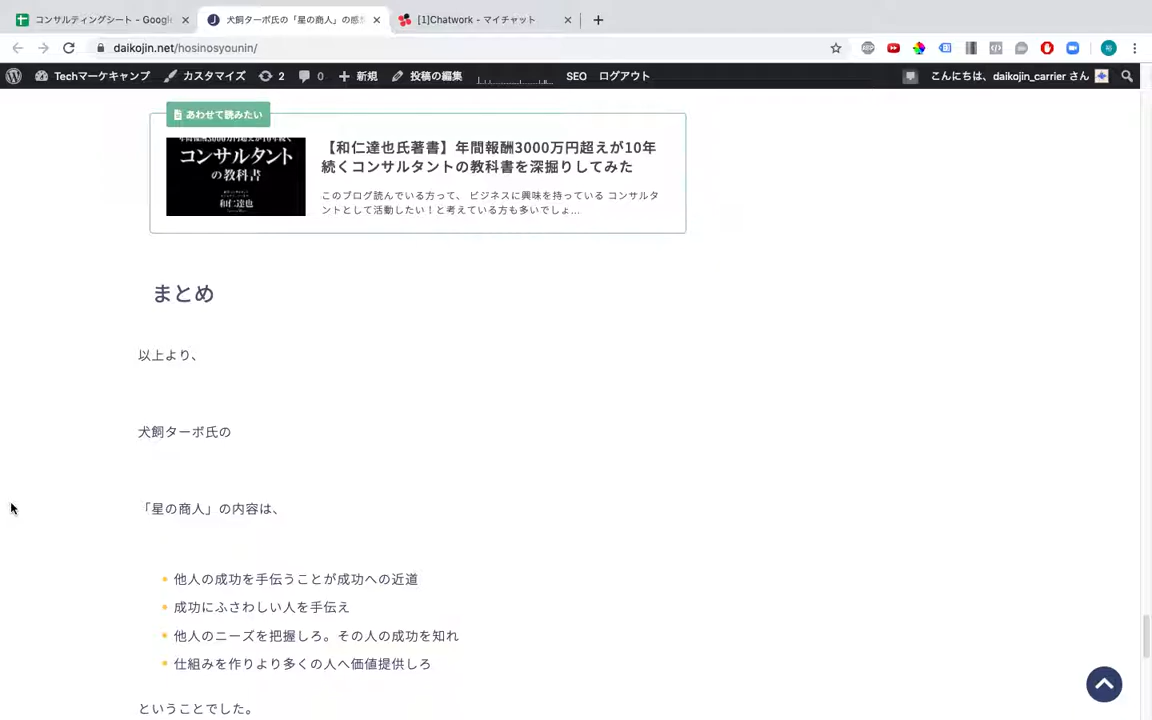 コンサルティングシート - Google
犬飼ターボ氏の「星の商人」の感想
[1]Chatwork - マイチャット
daikojin.net/hosinosyounin/
Techマーケキャンプ カスタマイズ 2 0 新規 投稿の編集 SEO ログアウト こんにちは、daikojin_carrier さん
あわせて読みたい
コンサルタント
の教科書
和仁達也
【和仁達也氏著書】年間報酬3000万円超えが10年
続くコンサルタントの教科書を深掘りしてみた
このブログ読んでいる方って、 ビジネスに興味を持っている コンサルタ
ントとして活動したい！と考えている方も多いでしょ...
まとめ
以上より、
犬飼ターボ氏の
「星の商人」の内容は、
他人の成功を手伝うことが成功への近道
成功にふさわしい人を手伝え
他人のニーズを把握しろ。その人の成功を知れ
仕組みを作りより多くの人へ価値提供しろ
ということでした。